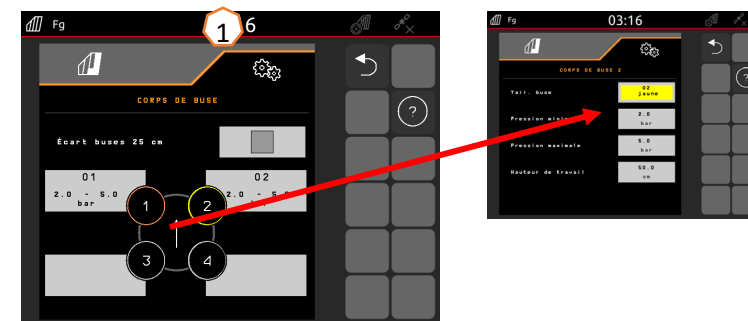 Fg
1
6
CORPS DE BUSE
Écart buses 25 cm
?
01
2.0 - 5.0
bar
02
2.0 - 5.0
1
2
3
4
Fg
03:16
CORPS DE BUSE 2
Tail. buse
02
jaune
Pression
2.0
bar
Pression maximale
5.0
bar
Hauteur de travail
50.0
cm
?